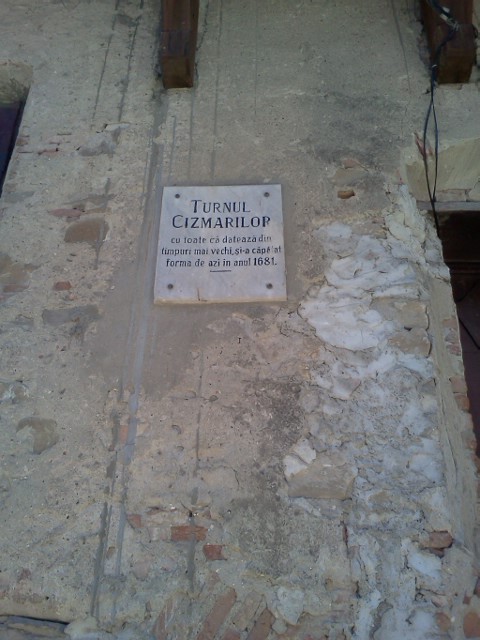 TURNUL
CIZMARILOR
cu toate că datează din
timpuri mai vechi, și-a căpătat
forma de azi în anul 1681.